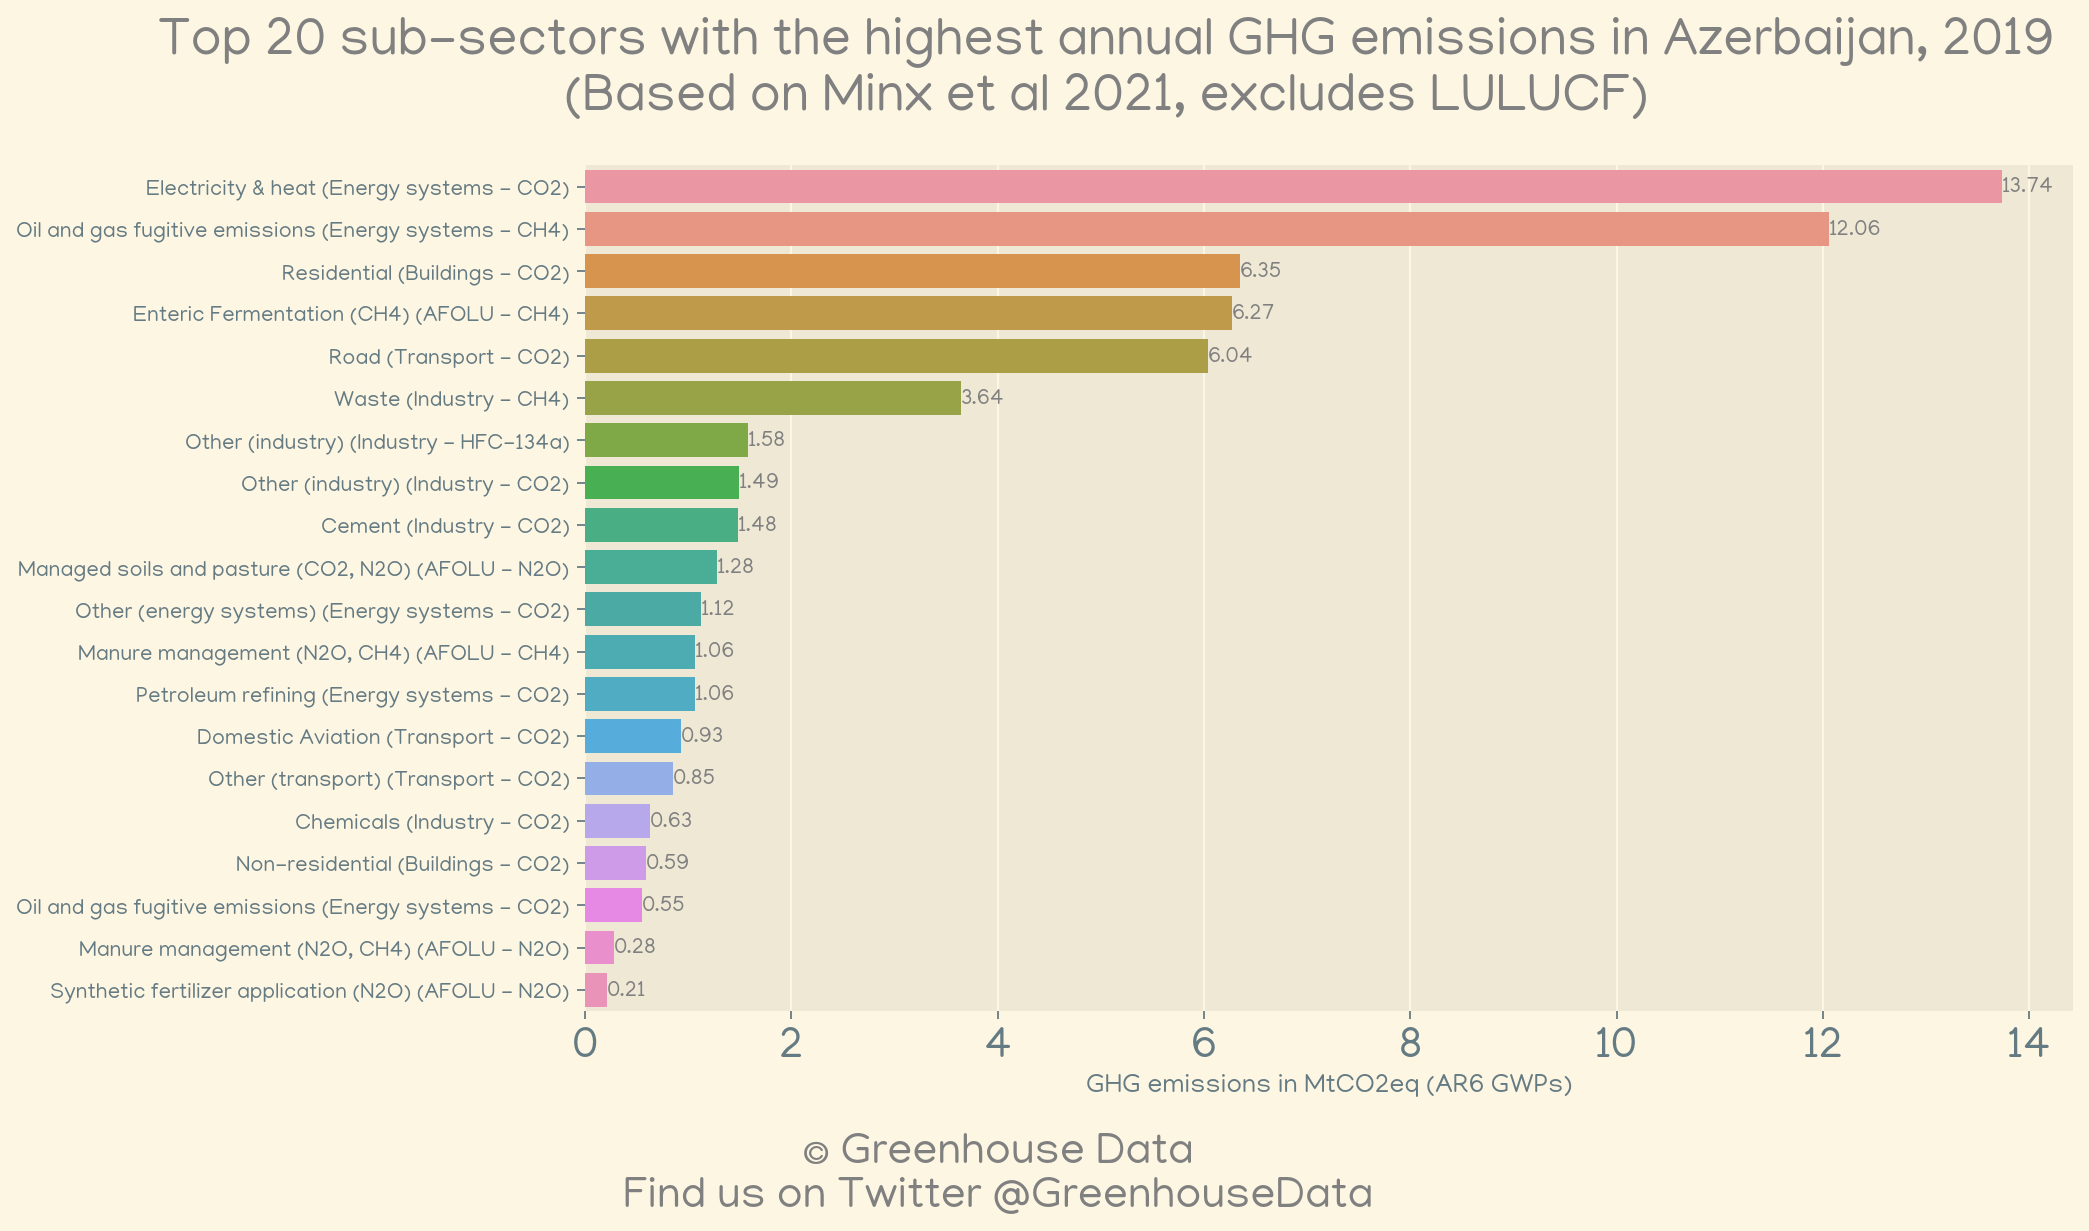 Top 20 sub-sectors with the highest annual GHG emissions in Azerbaijan, 2019
(Based on Minx et al 2021, excludes LULUCF)
Electricity & heat (Energy systems - CO2) 13.74
Oil and gas fugitive emissions (Energy systems - CH4) 12.06
Residential (Buildings - CO2) 6.35
Enteric Fermentation (CH4) (AFOLU - CH4) 6.27
Road (Transport - CO2) 6.04
Waste (Industry - CH4) 3.64
Other (industry) (Industry - HFC-134a) 1.58
Other (industry) (Industry - CO2) 1.49
Cement (Industry - CO2) 1.48
Managed soils and pasture (CO2, N2O) (AFOLU - N2O) 1.28
Other (energy systems) (Energy systems - CO2) 1.12
Manure management (N2O, CH4) (AFOLU - CH4) 1.06
Petroleum refining (Energy systems - CO2) 1.06
Domestic Aviation (Transport - CO2) 0.93
Other (transport) (Transport - CO2) 0.85
Chemicals (Industry - CO2) 0.63
Non-residential (Buildings - CO2) 0.59
Oil and gas fugitive emissions (Energy systems - CO2) 0.55
Manure management (N2O, CH4) (AFOLU - N2O) 0.28
Synthetic fertilizer application (N2O) (AFOLU - N2O) 0.21
0 2 4 6 8 10 12 14
GHG emissions in MtCO2eq (AR6 GWPs)
© Greenhouse Data
Find us on Twitter @GreenhouseData